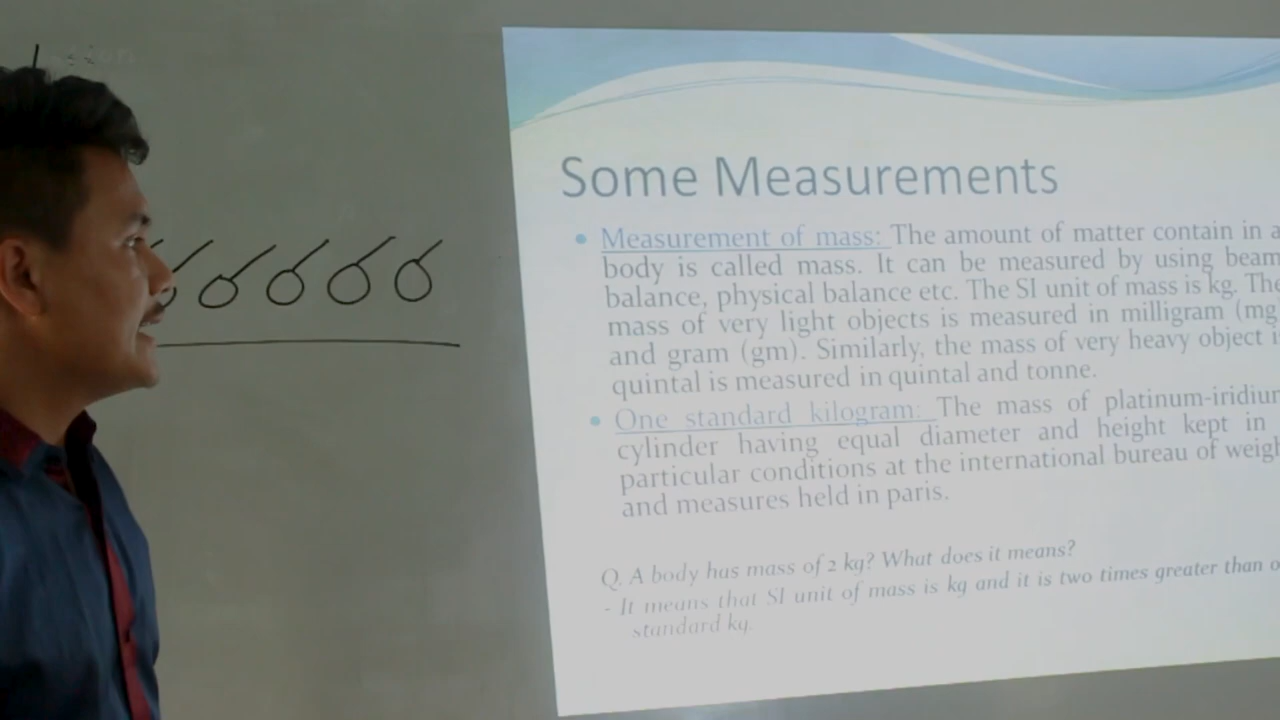 Some Measurements
• Measurement of mass: The amount of matter contain in a
body is called mass. It can be measured by using beam
balance, physical balance etc. The SI unit of mass is kg. The
mass of very light objects is measured in milligram (mg
and gram (gm). Similarly, the mass of very heavy object i
quintal is measured in quintal and tonne.
• One standard kilogram: The mass of platinum-iridiu
cylinder having equal diameter and height kept in
particular conditions at the international bureau of weigh
and measures held in paris.
Q. A body has mass of 2 kg? What does it means?
- It means that SI unit of mass is kg and it is two times greater than o
standard kg.